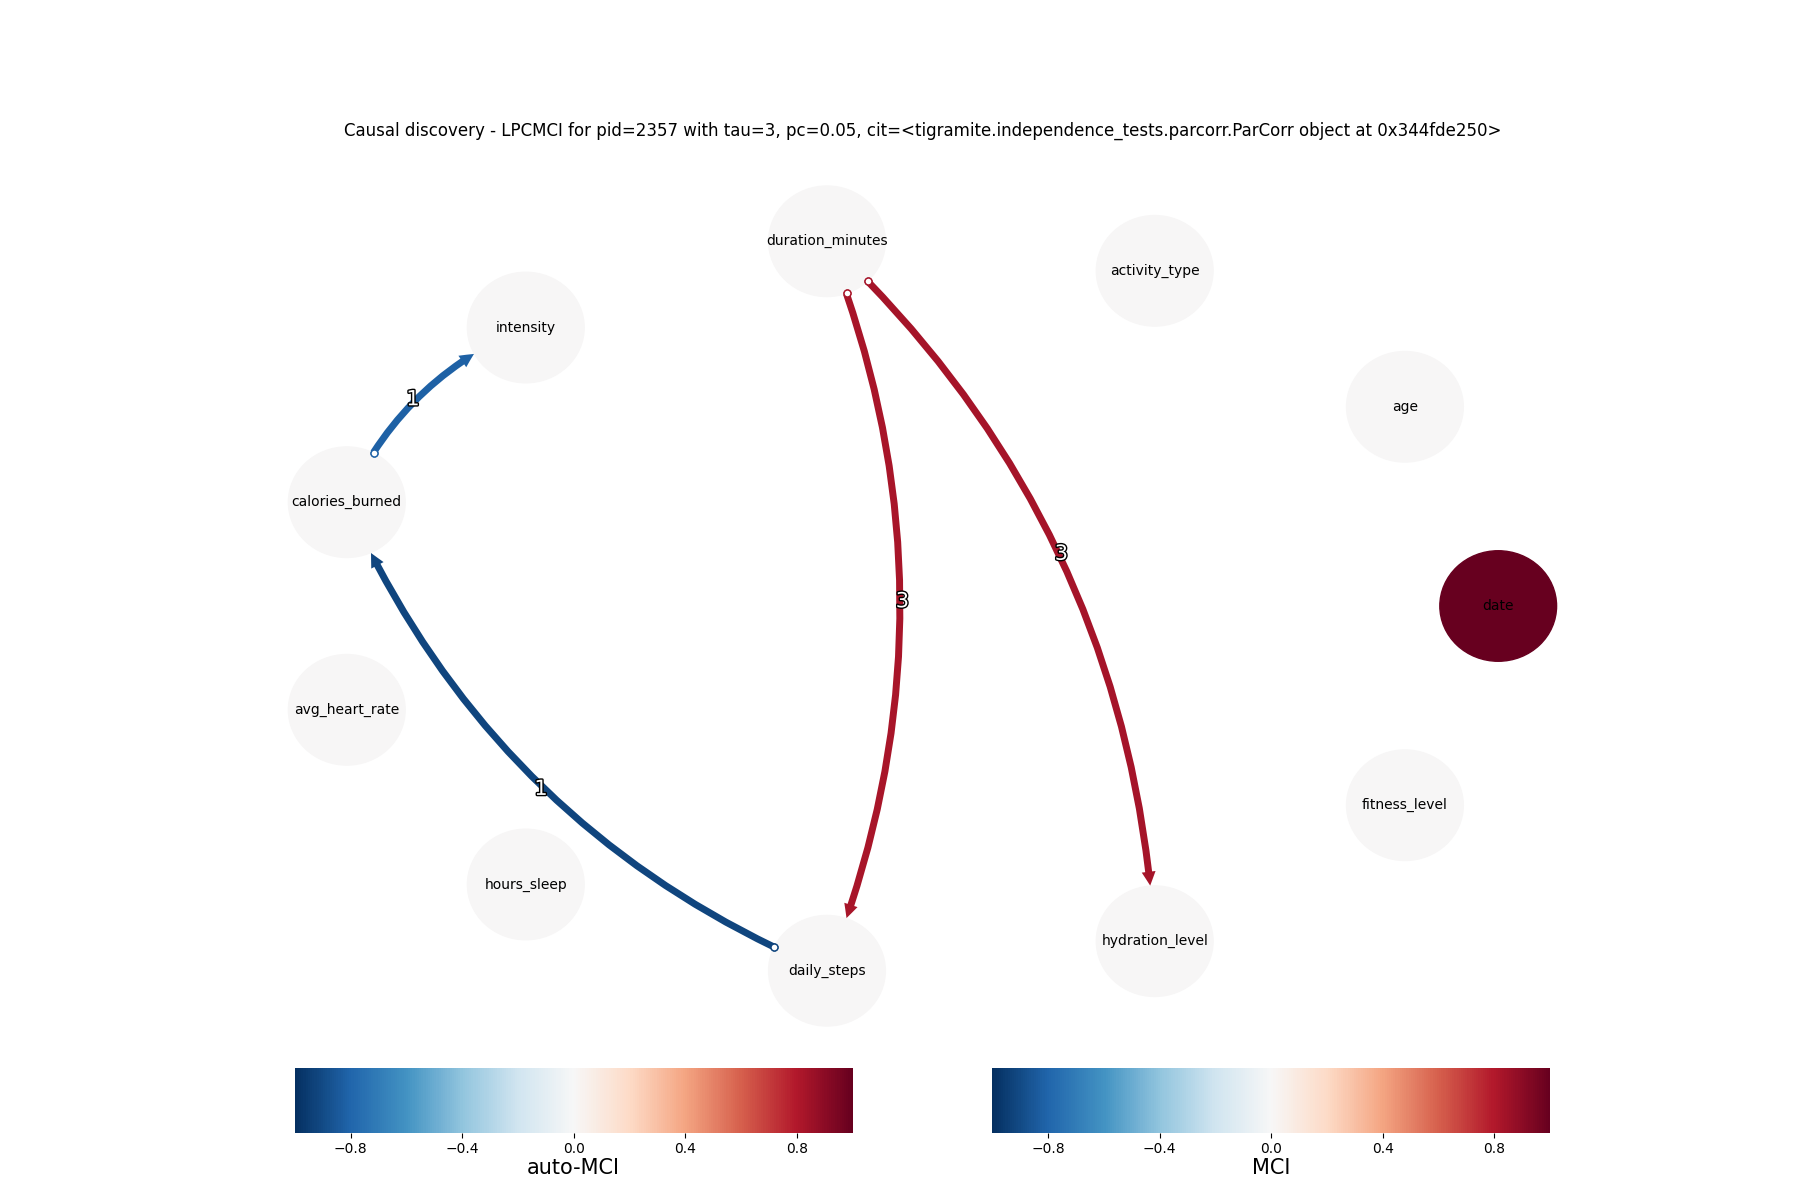 Causal discovery - LPCMCI for pid=2357 with tau=3, pc=0.05, cit=<tigramite.independence_tests.parcorr.ParCorr object at 0x344fde250>
duration_minutes
activity_type
intensity
1
age
calories_burned
3
3
date
avg_heart_rate
1
fitness_level
hours_sleep
hydration_level
daily_steps
−0.8 −0.4 0.0 0.4 0.8
auto-MCI
−0.8 −0.4 0.0 0.4 0.8
MCI